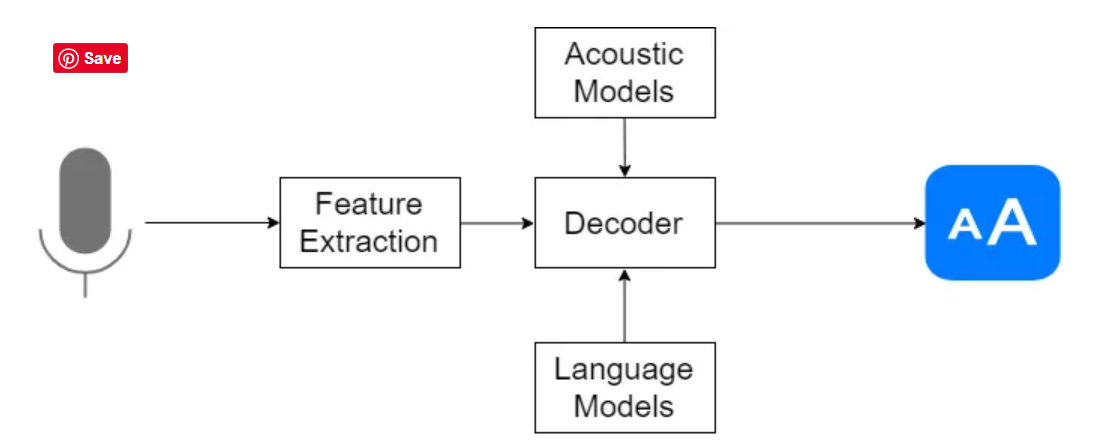 Save
Acoustic
Models
Feature
Extraction
Decoder
AA
Language
Models